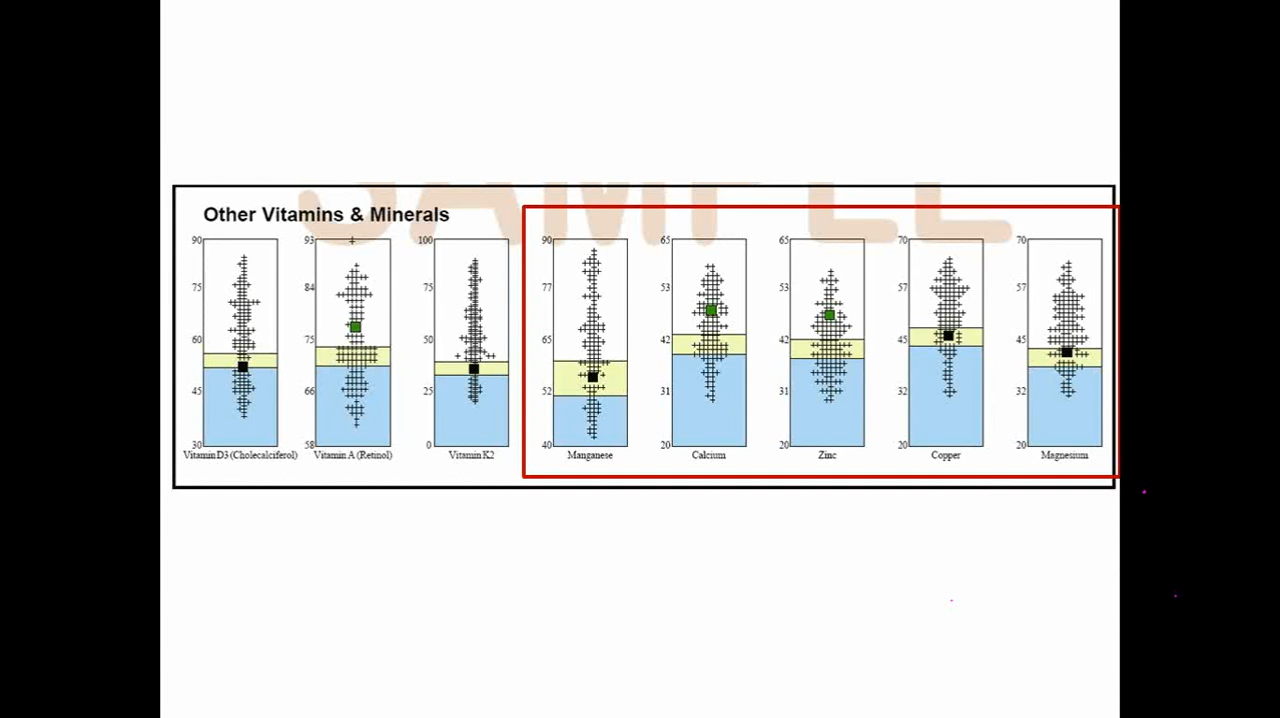 SAMPLE
Other Vitamins & Minerals
90 93 100 90 65 65 70 70
75 84 75 77 53 53 57 57
60 75 50 65 42 42 45 45
45 66 25 52 31 31 32 32
30 58 0 40 20 20 20 20
Vitamin D3 (Cholecalciferol) Vitamin A (Retinol) Vitamin K2 Manganese Calcium Zinc Copper Magnesium